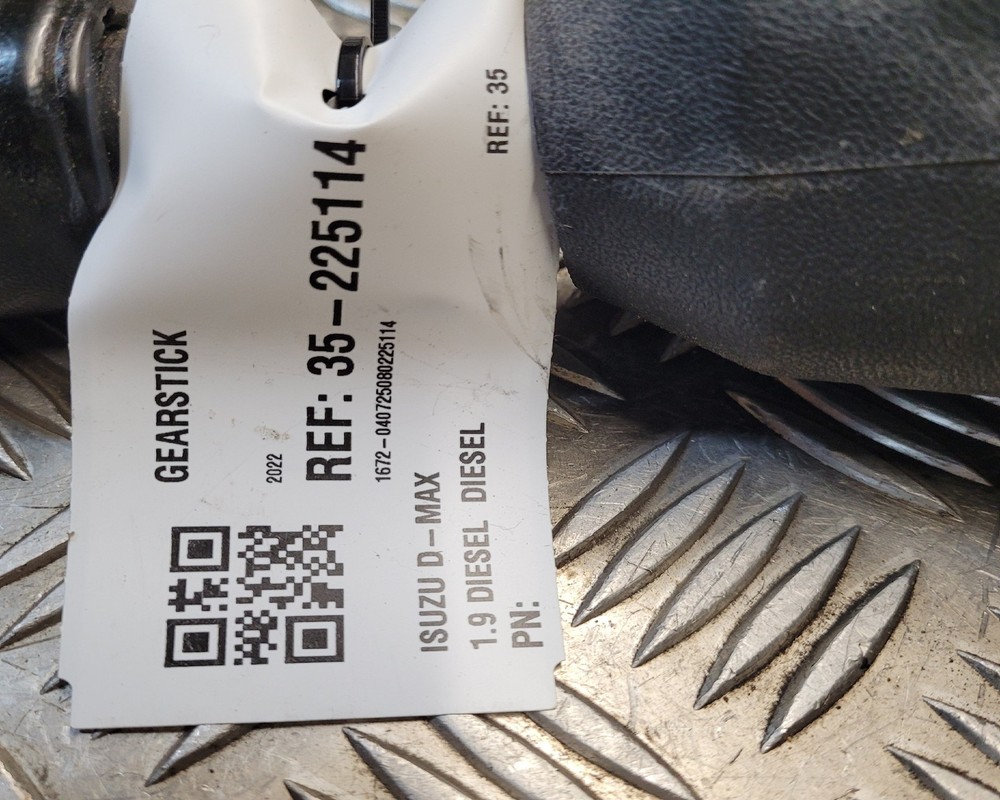 GEARSTICK
2022
REF: 35-225114
1672-040725080225114
ISUZU D-MAX
1.9 DIESEL DIESEL
PN:
REF: 35